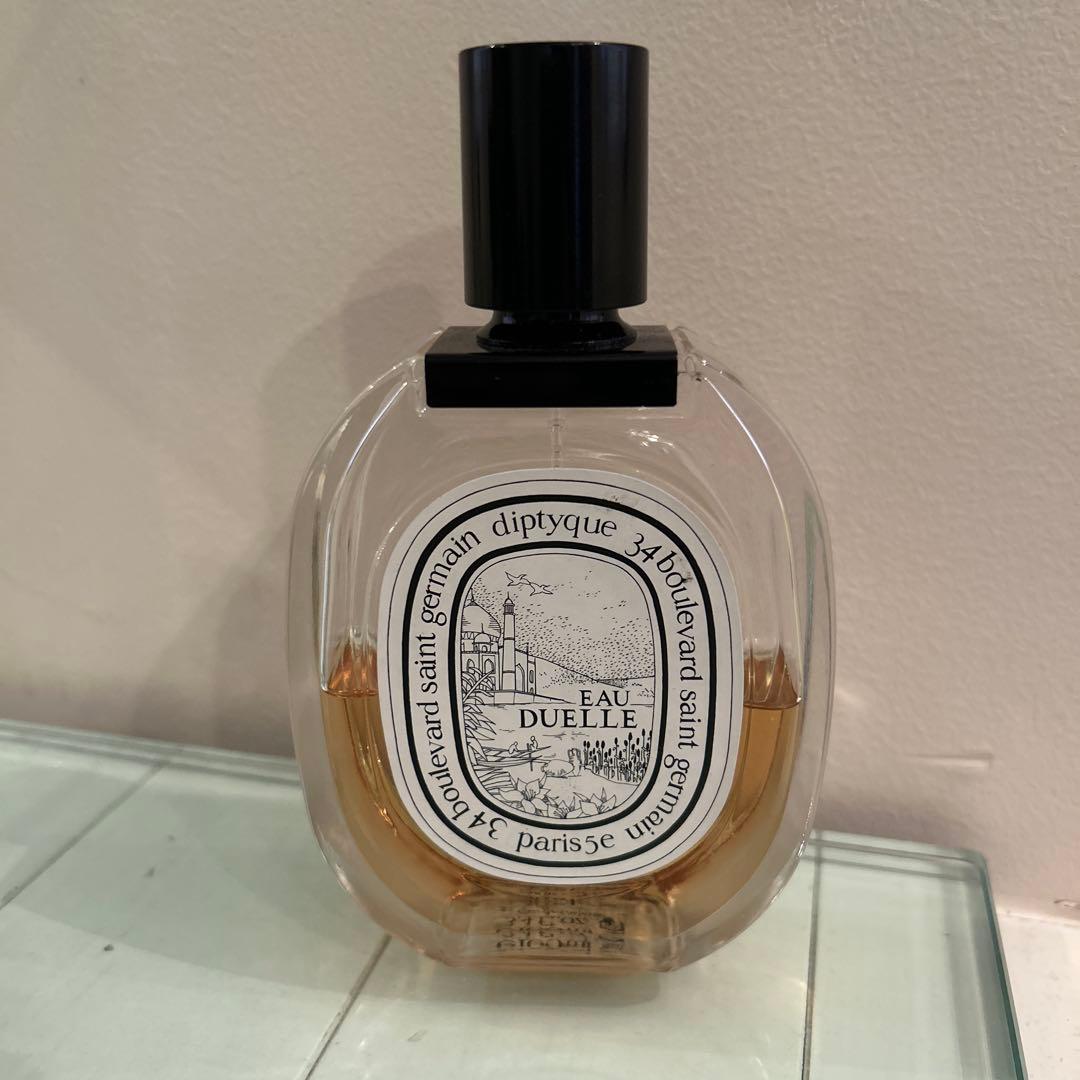 diptyque 34 boulevard saint germain paris 5e 34 boulevard saint germain
EAU
DUELLE